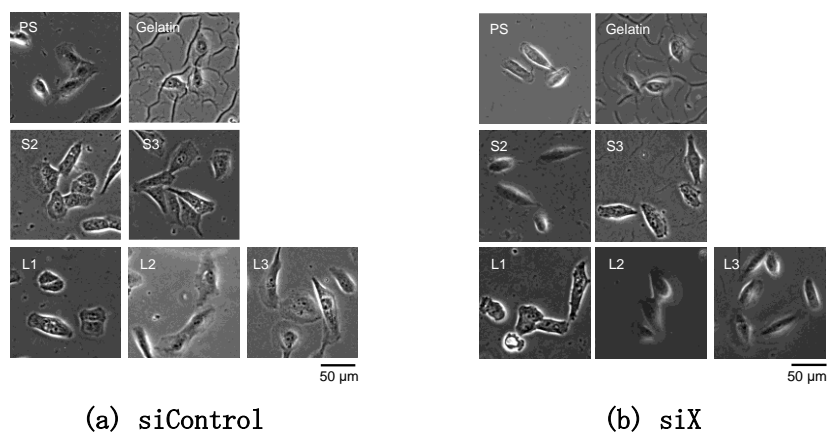 PS Gelatin
S2 S3
L1 L2 L3
50 µm
(a) siControl
PS Gelatin
S2 S3
L1 L2 L3
50 µm
(b) siX